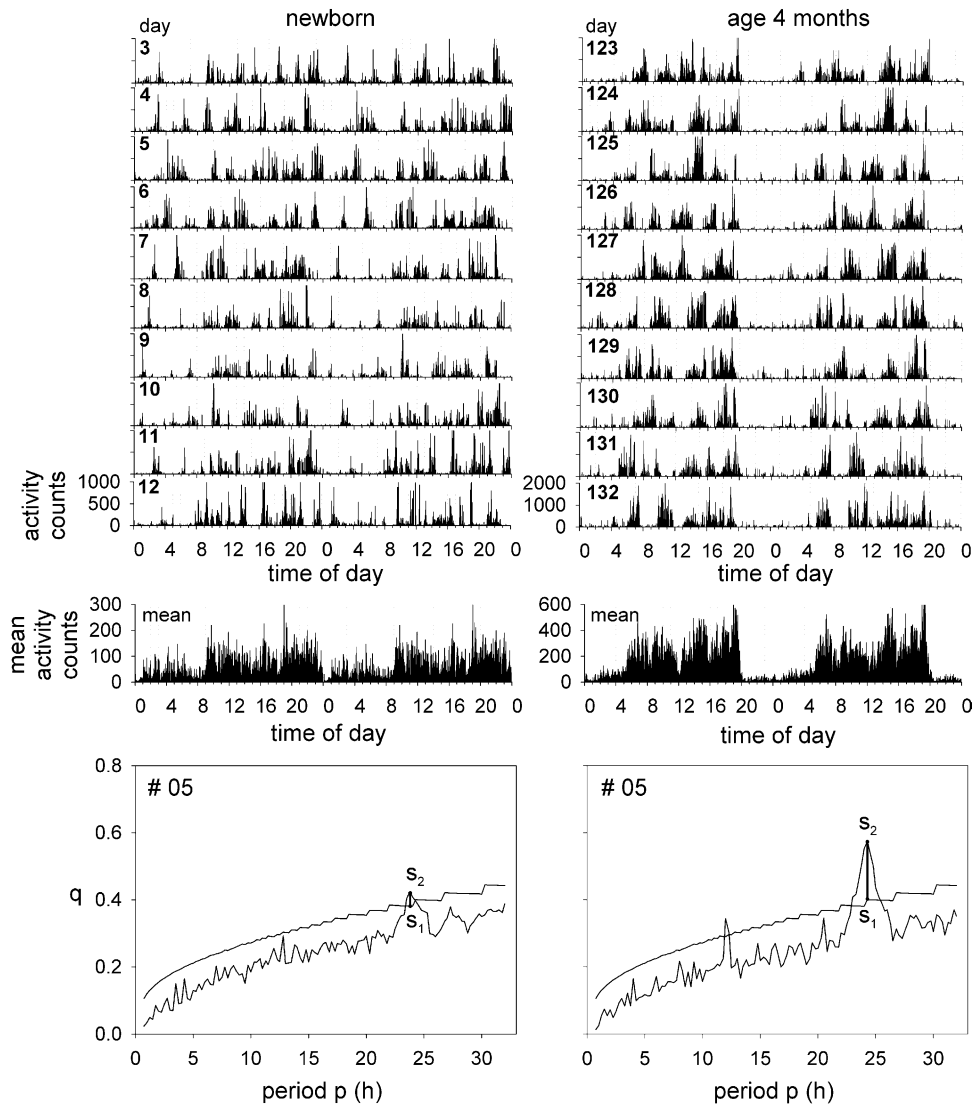 newborn
age 4 months
day
day
3
123
4
124
5
125
6
126
7
127
8
128
9
129
10
130
11
131
12
132
activity
counts
1000
500
0
2000
1000
0
0 4 8 12 16 20 0 4 8 12 16 20 0
0 4 8 12 16 20 0 4 8 12 16 20 0
time of day
time of day
mean
activity
counts
300
200
100
0
mean
600
400
200
0
mean
0 4 8 12 16 20 0 4 8 12 16 20 0
0 4 8 12 16 20 0 4 8 12 16 20 0
time of day
time of day
q
0.8
0.6
0.4
0.2
0.0
# 05
s2
s1
# 05
s2
s1
0 5 10 15 20 25 30
0 5 10 15 20 25 30
period p (h)
period p (h)